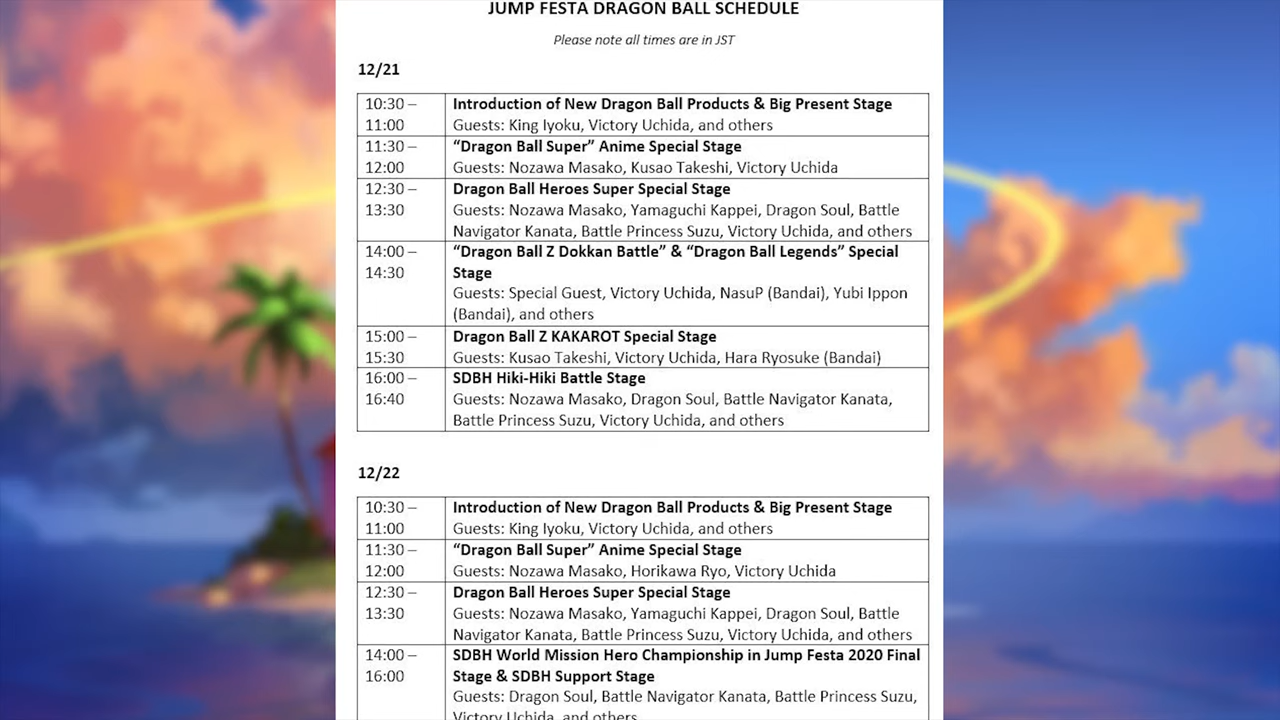 JUMP FESTA DRAGON BALL SCHEDULE
Please note all times are in JST
12/21
10:30 –
11:00
Introduction of New Dragon Ball Products & Big Present Stage
Guests: King Iyoku, Victory Uchida, and others
11:30 –
12:00
“Dragon Ball Super” Anime Special Stage
Guests: Nozawa Masako, Kusao Takeshi, Victory Uchida
12:30 –
13:30
Dragon Ball Heroes Super Special Stage
Guests: Nozawa Masako, Yamaguchi Kappei, Dragon Soul, Battle
Navigator Kanata, Battle Princess Suzu, Victory Uchida, and others
14:00 –
14:30
“Dragon Ball Z Dokkan Battle” & “Dragon Ball Legends” Special
Stage
Guests: Special Guest, Victory Uchida, NasuP (Bandai), Yubi Ippon
(Bandai), and others
15:00 –
15:30
Dragon Ball Z KAKAROT Special Stage
Guests: Kusao Takeshi, Victory Uchida, Hara Ryosuke (Bandai)
16:00 –
16:40
SDBH Hiki-Hiki Battle Stage
Guests: Nozawa Masako, Dragon Soul, Battle Navigator Kanata,
Battle Princess Suzu, Victory Uchida, and others
12/22
10:30 –
11:00
Introduction of New Dragon Ball Products & Big Present Stage
Guests: King Iyoku, Victory Uchida, and others
11:30 –
12:00
“Dragon Ball Super” Anime Special Stage
Guests: Nozawa Masako, Horikawa Ryo, Victory Uchida
12:30 –
13:30
Dragon Ball Heroes Super Special Stage
Guests: Nozawa Masako, Yamaguchi Kappei, Dragon Soul, Battle
Navigator Kanata, Battle Princess Suzu, Victory Uchida, and others
14:00 –
16:00
SDBH World Mission Hero Championship in Jump Festa 2020 Final
Stage & SDBH Support Stage
Guests: Dragon Soul, Battle Navigator Kanata, Battle Princess Suzu,
Victory Uchida, and others